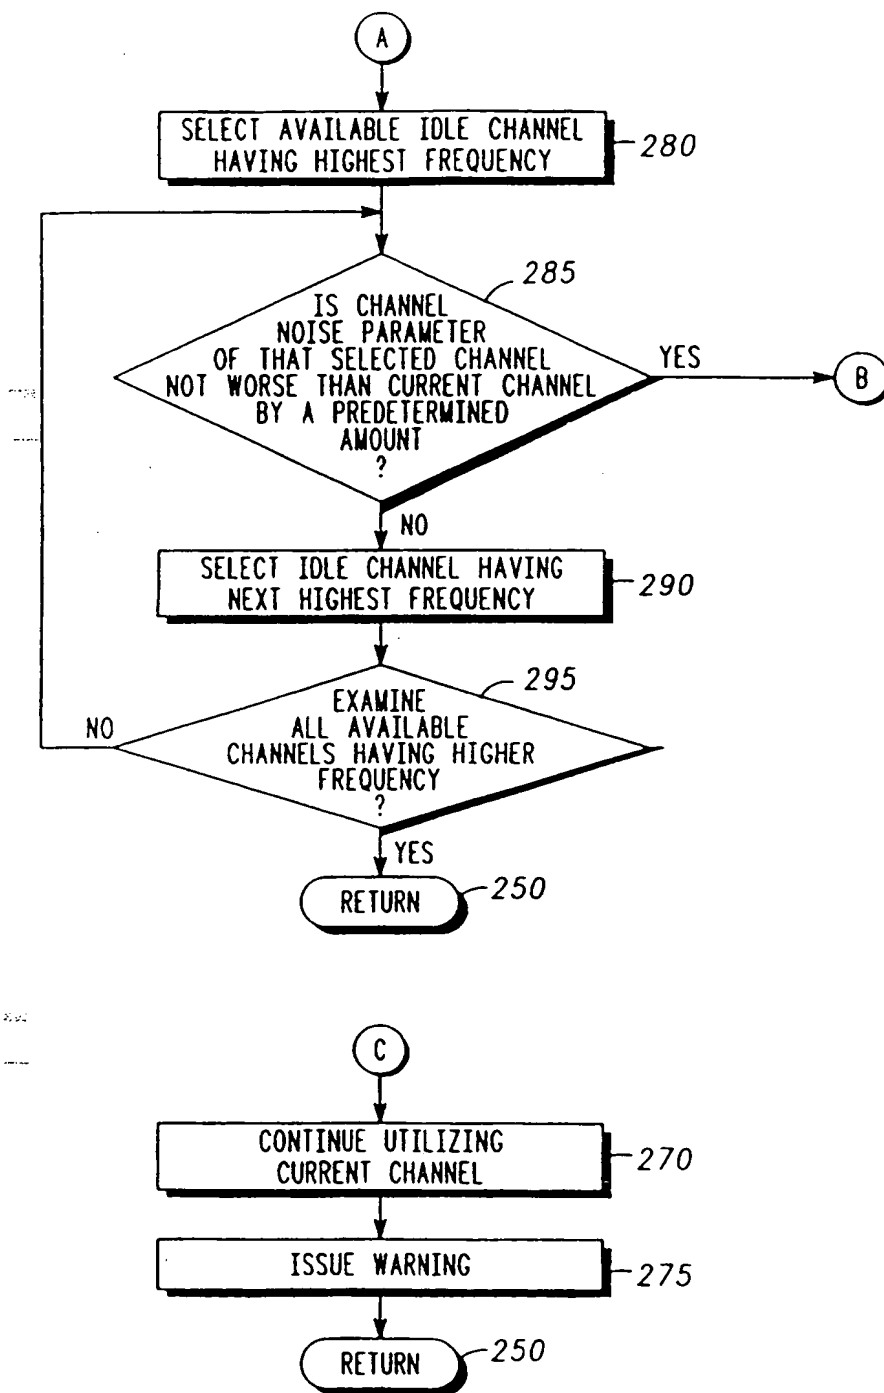 A
SELECT AVAILABLE IDLE CHANNEL
HAVING HIGHEST FREQUENCY
280
285
IS CHANNEL
NOISE PARAMETER
OF THAT SELECTED CHANNEL
NOT WORSE THAN CURRENT CHANNEL
BY A PREDETERMINED
AMOUNT
?
YES
B
NO
SELECT IDLE CHANNEL HAVING
NEXT HIGHEST FREQUENCY
290
295
EXAMINE
ALL AVAILABLE
CHANNELS HAVING HIGHER
FREQUENCY
?
NO
YES
RETURN
250
C
CONTINUE UTILIZING
CURRENT CHANNEL
270
ISSUE WARNING
275
RETURN
250